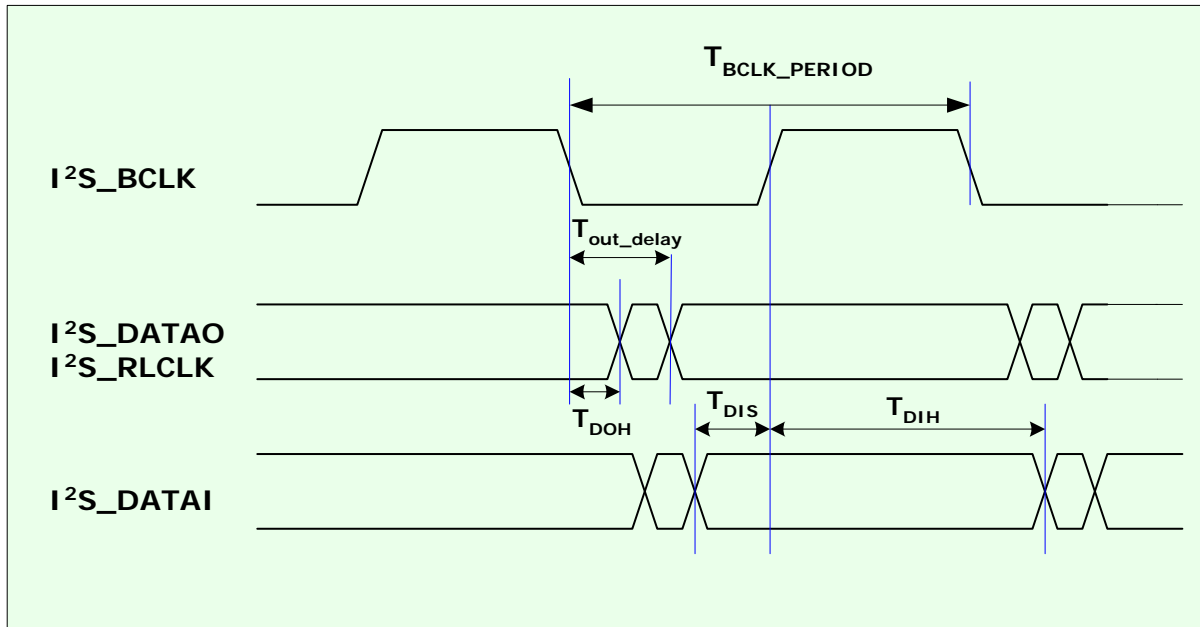 T_BCLK_PERIOD
I²S_BCLK
T_out_delay
I²S_DATAO
I²S_RLCLK
T_DOH
T_DIS
T_DIH
I²S_DATAI